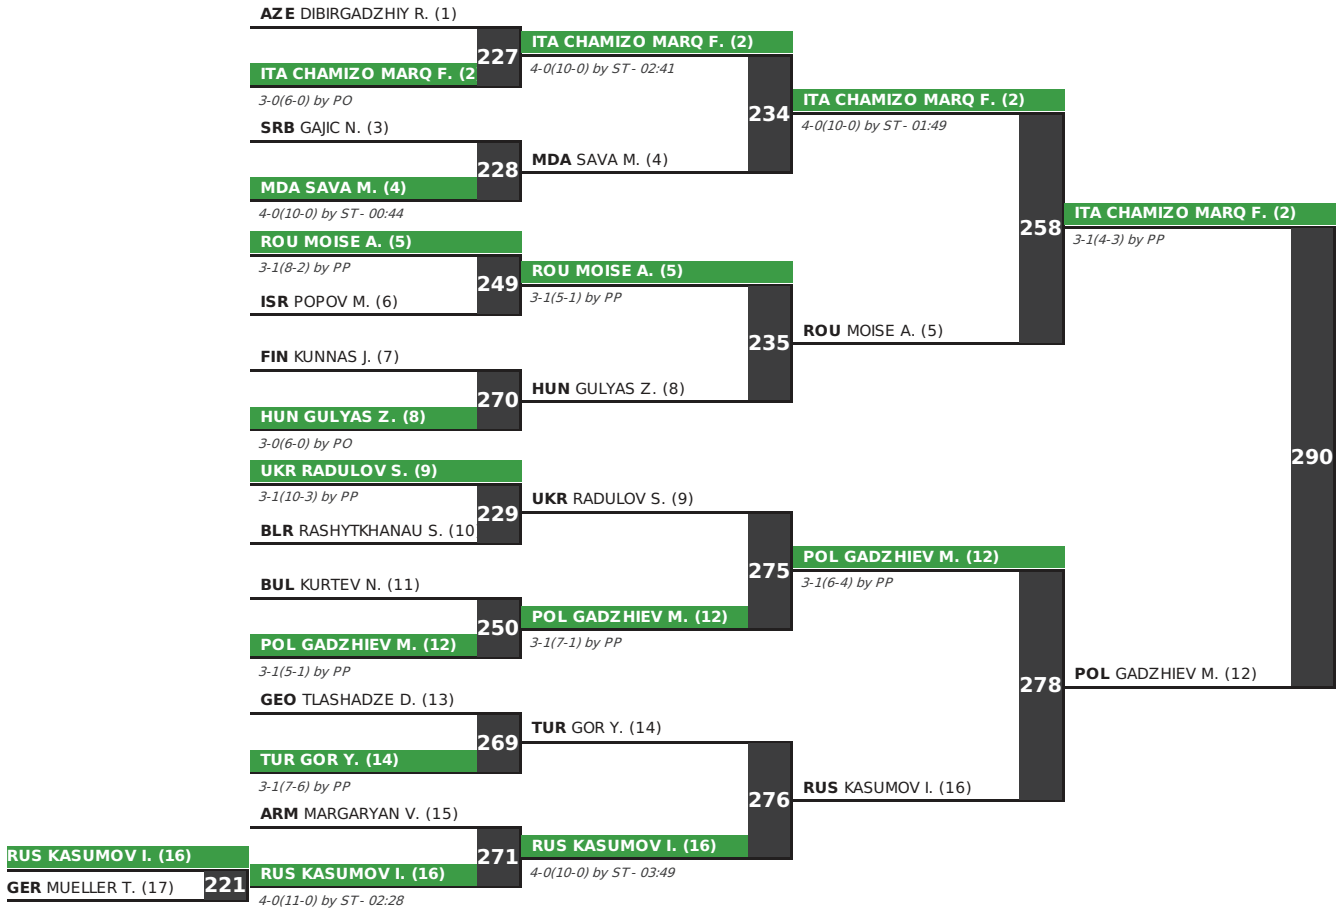 AZE DIBIRGADZHIY R. (1)
227
ITA CHAMIZO MARQ F. (2
3-0(6-0) by PO
SRB GAJIC N. (3)
228
MDA SAVA M. (4)
4-0(10-0) by ST - 00:44
ROU MOISE A. (5)
3-1(8-2) by PP
249
ISR POPOV M. (6)
FIN KUNNAS J. (7)
270
HUN GULYAS Z. (8)
3-0(6-0) by PO
UKR RADULOV S. (9)
3-1(10-3) by PP
229
BLR RASHYTKHANAU S. (10
BUL KURTEV N. (11)
250
POL GADZHIEV M. (12)
3-1(5-1) by PP
GEO TLASHADZE D. (13)
269
TUR GOR Y. (14)
3-1(7-6) by PP
ARM MARGARYAN V. (15)
271
RUS KASUMOV I. (16)
4-0(11-0) by ST - 02:28
RUS KASUMOV I. (16)
221
GER MUELLER T. (17)
ITA CHAMIZO MARQ F. (2)
4-0(10-0) by ST - 02:41
234
MDA SAVA M. (4)
ROU MOISE A. (5)
3-1(5-1) by PP
235
HUN GULYAS Z. (8)
UKR RADULOV S. (9)
275
POL GADZHIEV M. (12)
3-1(7-1) by PP
TUR GOR Y. (14)
276
RUS KASUMOV I. (16)
4-0(10-0) by ST - 03:49
ITA CHAMIZO MARQ F. (2)
4-0(10-0) by ST - 01:49
258
ROU MOISE A. (5)
POL GADZHIEV M. (12)
3-1(6-4) by PP
278
RUS KASUMOV I. (16)
ITA CHAMIZO MARQ F. (2)
3-1(4-3) by PP
290
POL GADZHIEV M. (12)